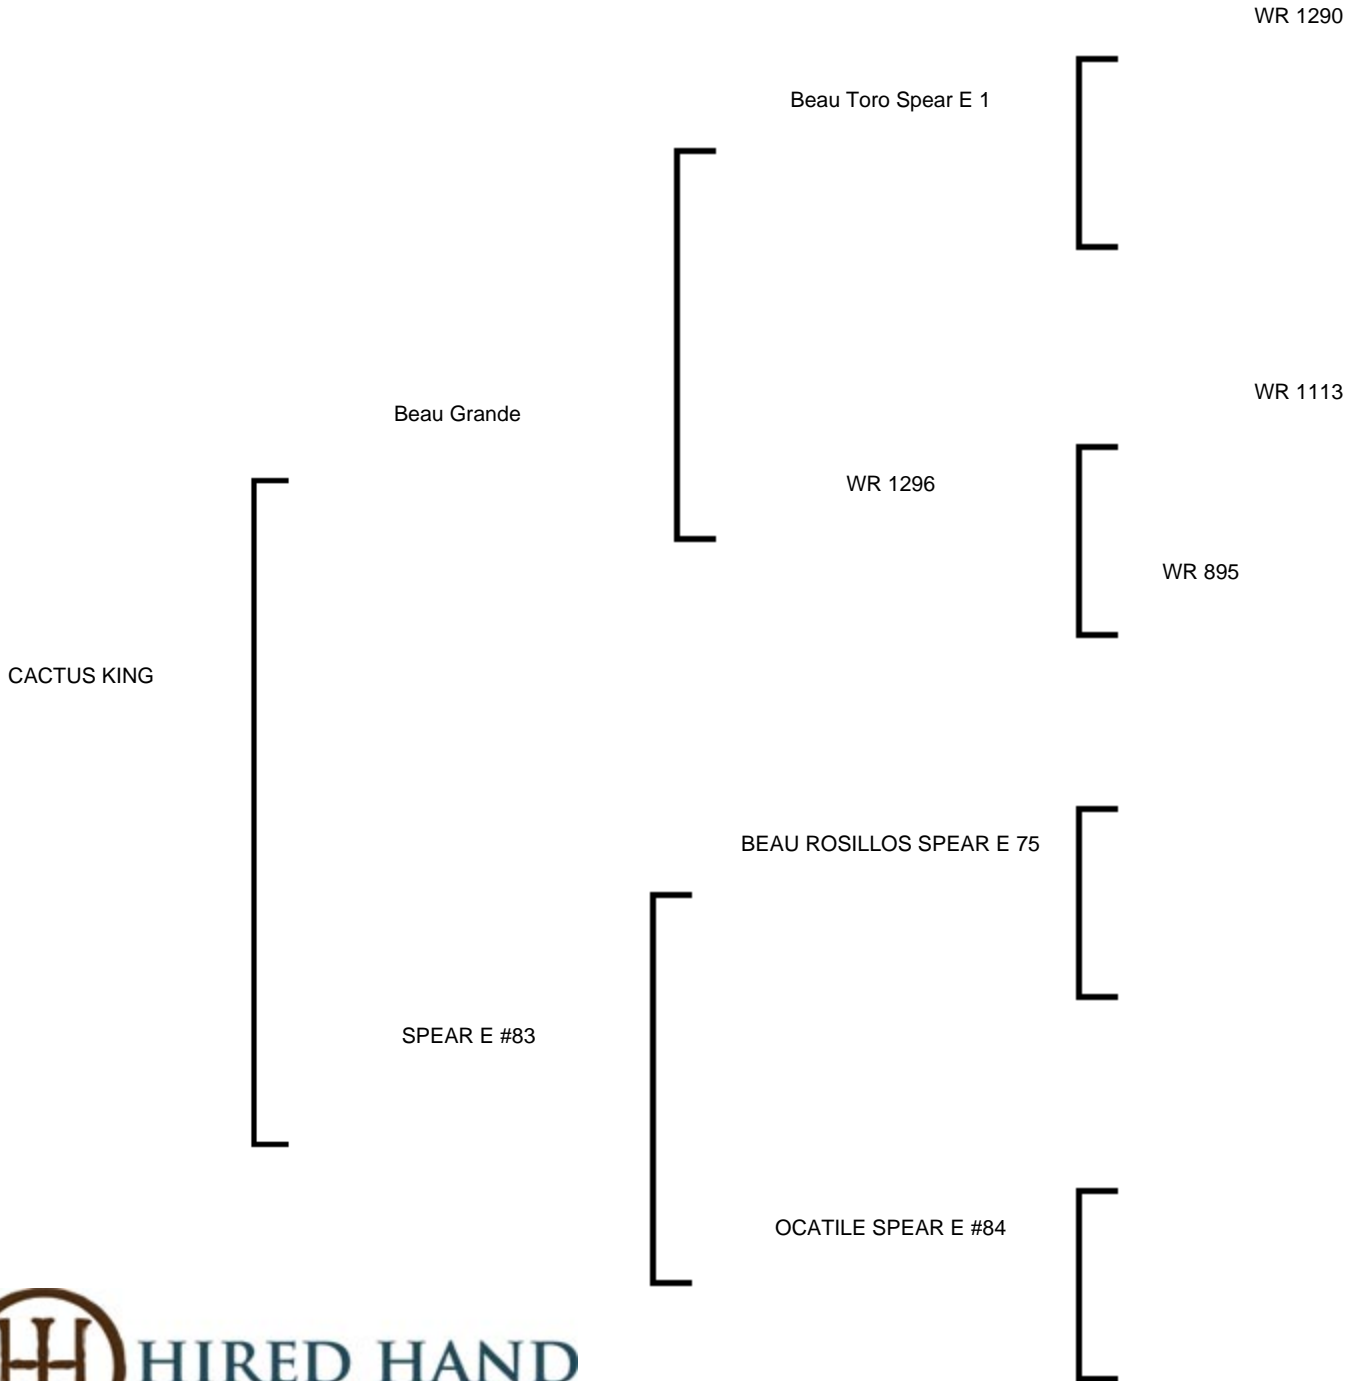 WR 1290
Beau Toro Spear E 1
WR 1113
Beau Grande
WR 1296
WR 895
CACTUS KING
BEAU ROSILLOS SPEAR E 75
SPEAR E #83
OCATILE SPEAR E #84
HIRED HAND